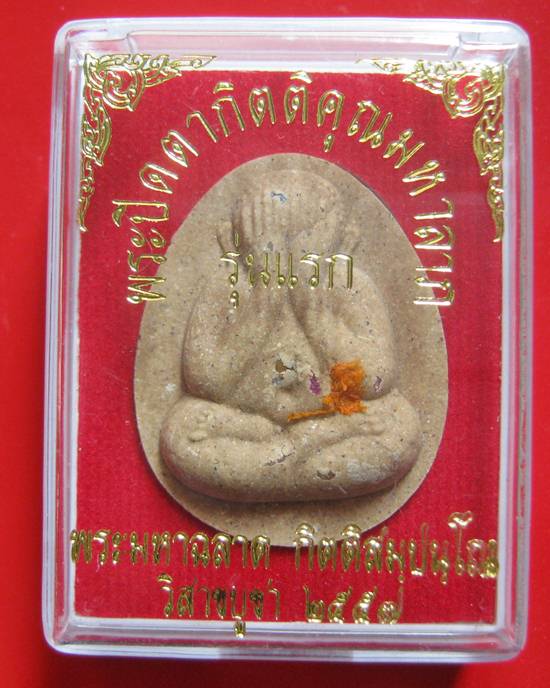 พระปิดตากิตติคุณมหาลาภ
รุ่นแรก
พระมหาฉลาด กิตติสมฺปนฺโณ
วิสาขบูชา ๒๕๕๗